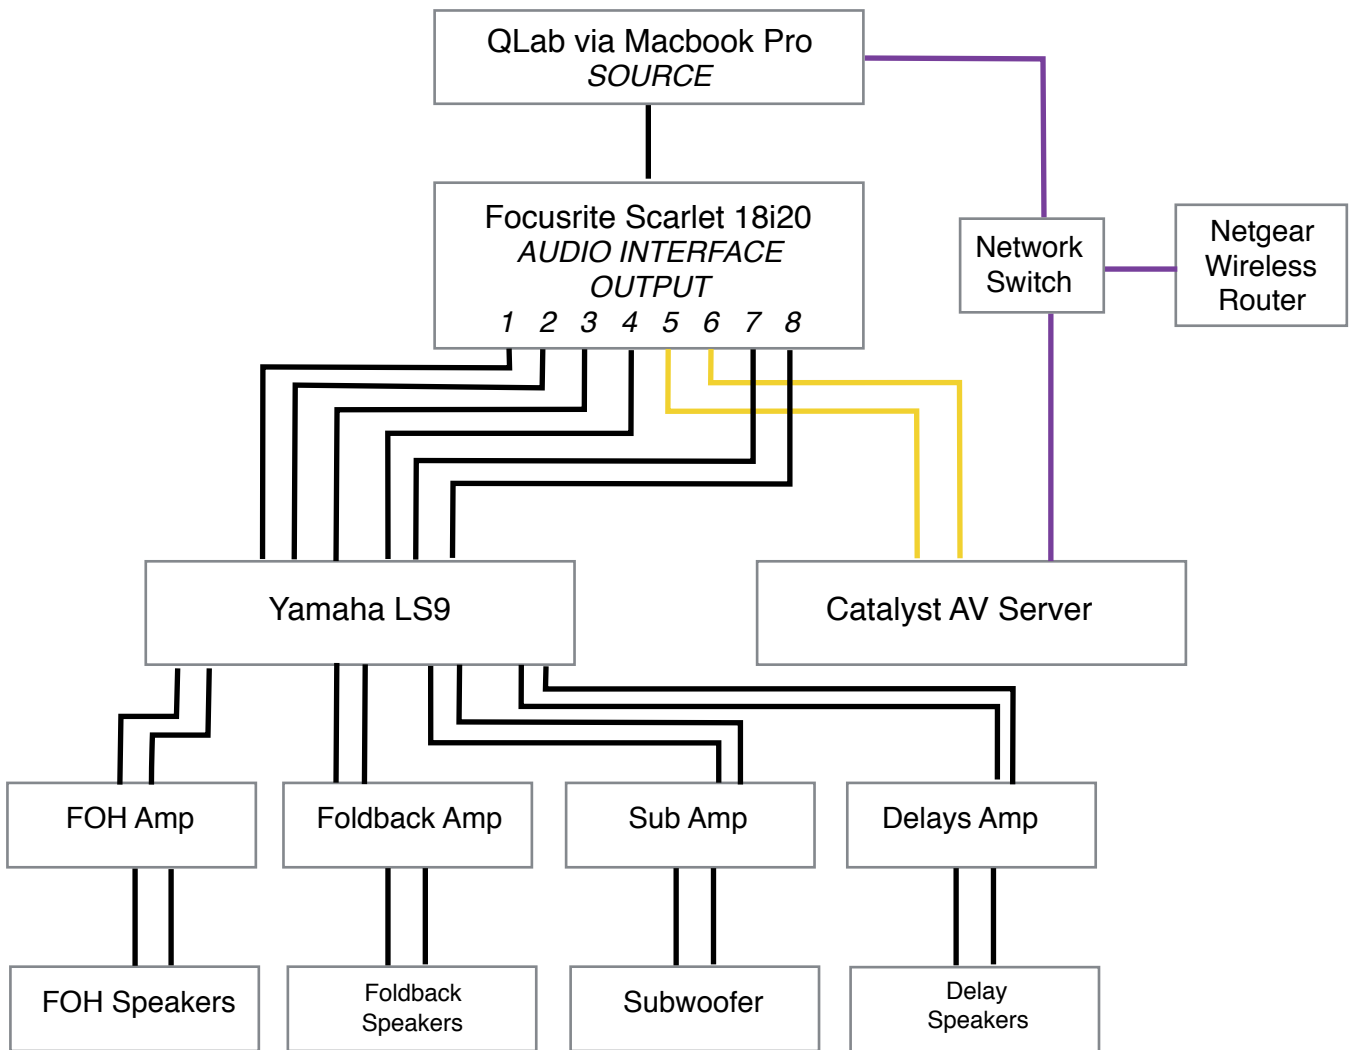 QLab via Macbook Pro
SOURCE
Focusrite Scarlet 18i20
AUDIO INTERFACE
OUTPUT
1 2 3 4 5 6 7 8
Network
Switch
Netgear
Wireless
Router
Yamaha LS9
Catalyst AV Server
FOH Amp
Foldback Amp
Sub Amp
Delays Amp
FOH Speakers
Foldback
Speakers
Subwoofer
Delay
Speakers